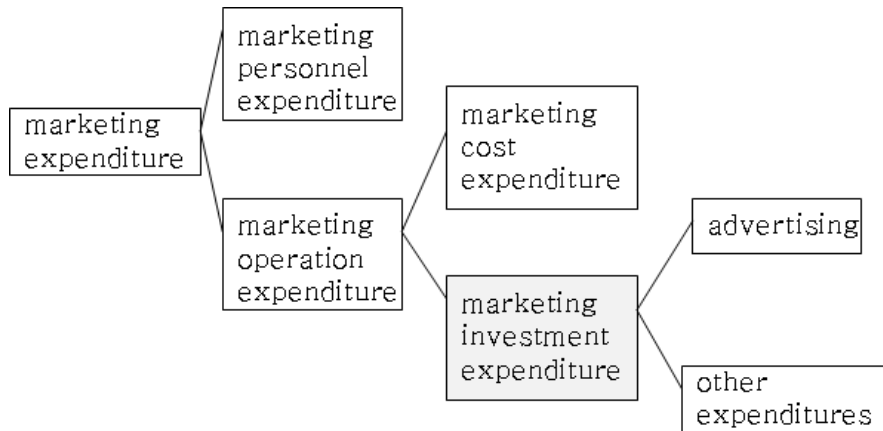 marketing
expenditure
marketing
personnel
expenditure
marketing
operation
expenditure
marketing
cost
expenditure
marketing
investment
expenditure
advertising
other
expenditures